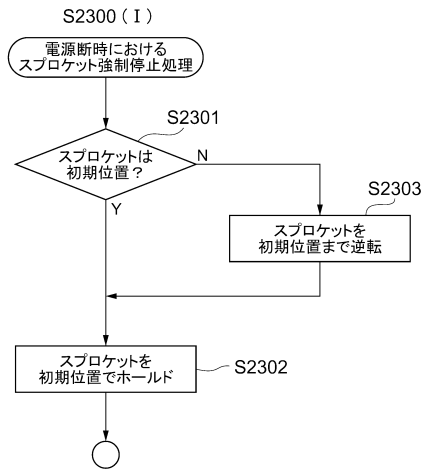 S2300(Ⅰ)
電源断時における
スプロケット強制停止処理
S2301
スプロケットは
初期位置？
N
Y
S2303
スプロケットを
初期位置まで逆転
スプロケットを
初期位置でホールド
S2302